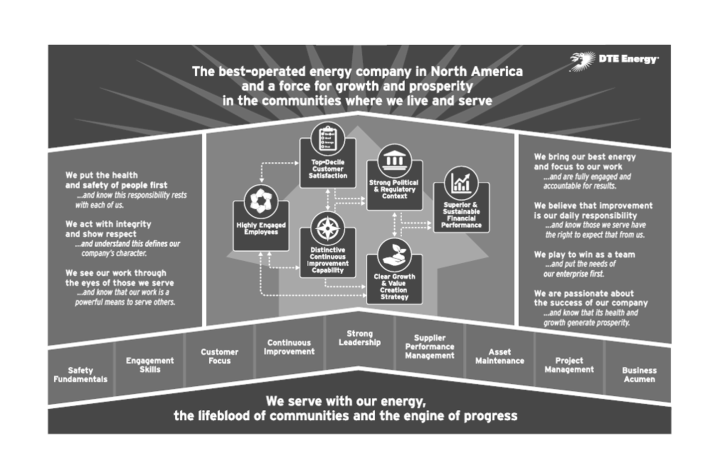 DTE Energy
The best-operated energy company in North America
and a force for growth and prosperity
in the communities where we live and serve
We put the health
and safety of people first
...and know this responsibility rests
with each of us.
We act with integrity
and show respect
...and understand this defines our
company's character.
We see our work through
the eyes of those we serve
...and know that our work is a
powerful means to serve others.
Highly Engaged
Employees
Top-Decile
Customer
Satisfaction
Distinctive
Continuous
Improvement
Capability
Strong Political
& Regulatory
Context
Clear Growth
& Value
Creation
Strategy
Superior &
Sustainable
Financial
Performance
We bring our best energy
and focus to our work
...and are fully engaged and
accountable for results.
We believe that improvement
is our daily responsibility
...and know those we serve have
the right to expect that from us.
We play to win as a team
...and put the needs of
our enterprise first.
We are passionate about
the success of our company
...and know that its health and
growth generate prosperity.
Safety
Fundamentals
Engagement
Skills
Customer
Focus
Continuous
Improvement
Strong
Leadership
Supplier
Performance
Management
Asset
Maintenance
Project
Management
Business
Acumen
We serve with our energy,
the lifeblood of communities and the engine of progress